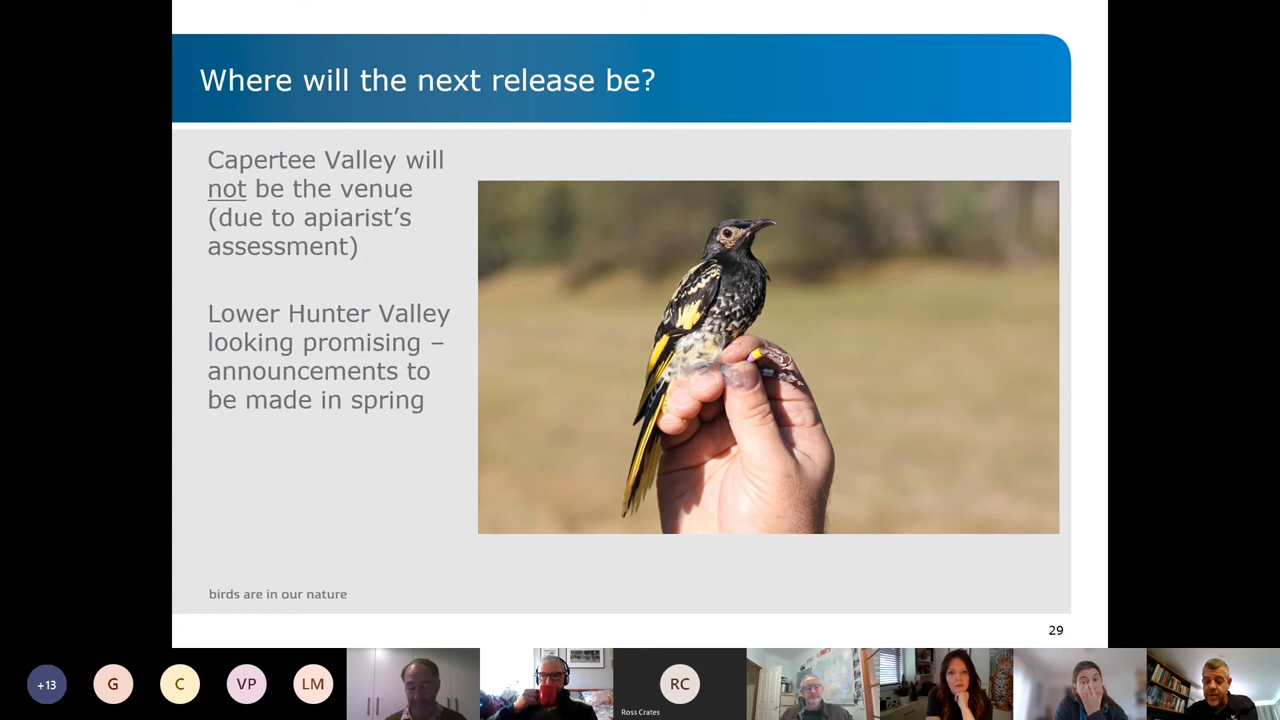 Where will the next release be?
Capertee Valley will
not be the venue
(due to apiarist’s
assessment)
Lower Hunter Valley
looking promising –
announcements to
be made in spring
birds are in our nature
29
+13
G
C
VP
LM
RC
Ross Crates